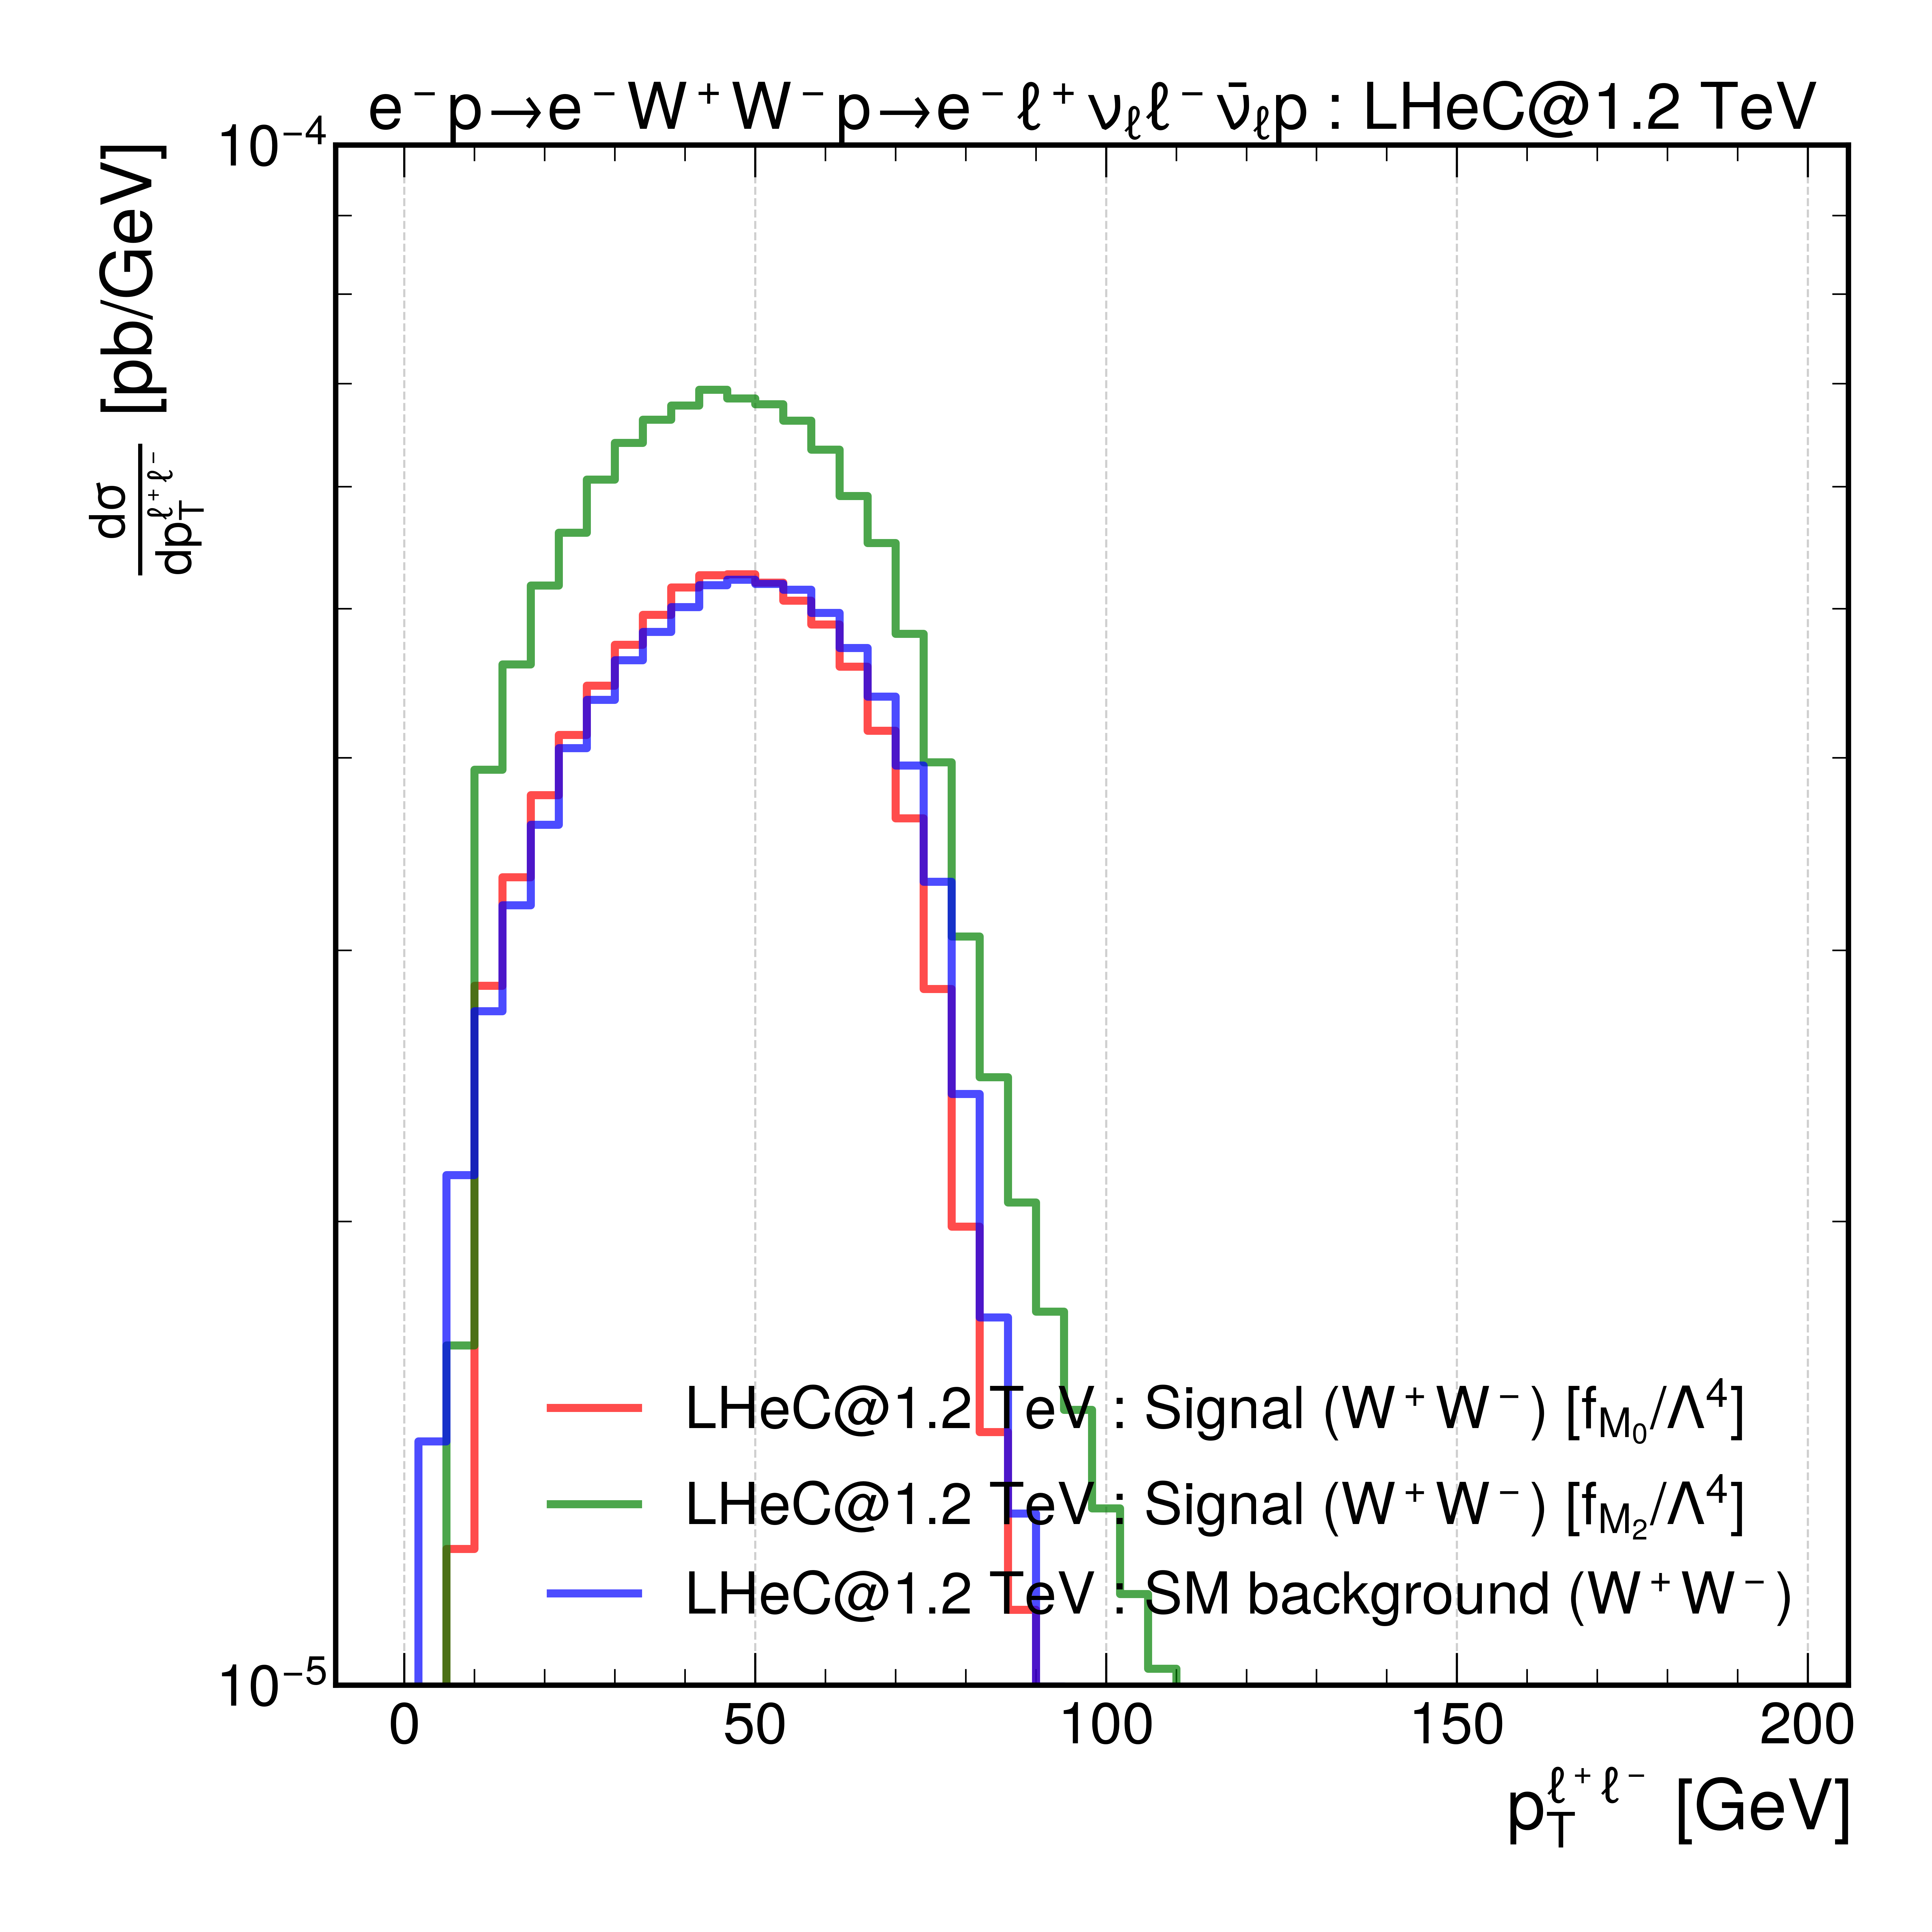 e⁻p→e⁻W⁺W⁻p→e⁻ℓ⁺ν_ℓℓ⁻ν̄_ℓp : LHeC@1.2 TeV
10⁻⁴
dσ/dp_T^{ℓ⁺ℓ⁻} [pb/GeV]
LHeC@1.2 TeV : Signal (W⁺W⁻) [f_{M₀}/Λ⁴]
LHeC@1.2 TeV : Signal (W⁺W⁻) [f_{M₂}/Λ⁴]
LHeC@1.2 TeV : SM background (W⁺W⁻)
10⁻⁵
0 50 100 150 200
p_T^{ℓ⁺ℓ⁻} [GeV]